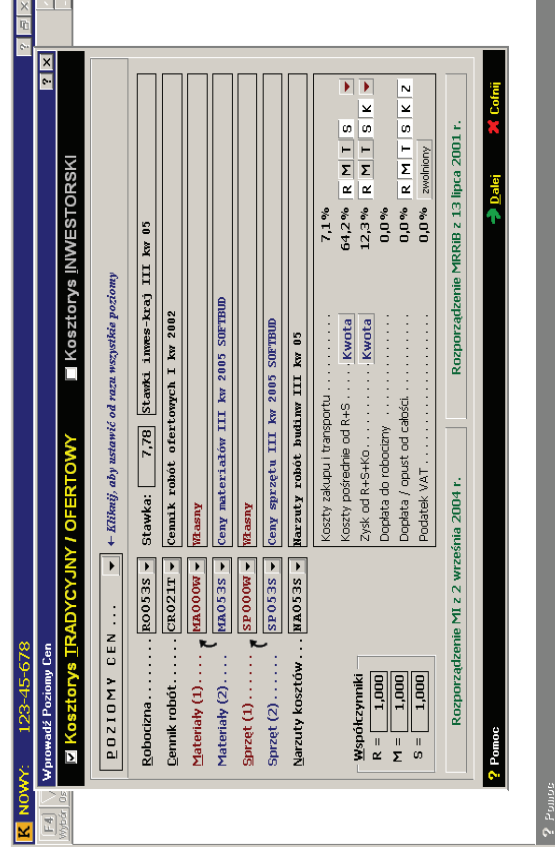 K NOWY: 123-45-678
F4
Wybór
Wprowadź Poziomy Cen
Kosztorys TRADYCYJNY / OFERTOWY Kosztorys INWESTORSKI
POZIOMY CEN ... ← Kliknij, aby ustawić od razu wszystkie poziomy
Robocizna ........ RO053S Stawka: 7,78 Stawki inwes-kraj III kw 05
Cennik robót ...... CR021T Cennik robót ofertowych I kw 2002
Materiały (1) ..... MA000W Własny
Materiały (2) ..... MA053S Ceny materiałów III kw 2005 SOFTBUD
Sprzęt (1) ....... SP000W Własny
Sprzęt (2) ....... SP053S Ceny sprzętu III kw 2005 SOFTBUD
Narzuty kosztów ... NA053S Narzuty robót budinw III kw 05
Współczynniki
R = 1,000
M = 1,000
S = 1,000
Koszty zakupu i transportu ........ 7,1 %
Koszty pośrednie od R+S .... Kwota 64,2 % R M T S
Zysk od R+S+Ko ......... Kwota 12,3 % R M T S K
Dopłata do robocizny ............ 0,0 %
Dopłata / opust od całości ......... 0,0 % R M T S K Z
Podatek VAT .................. 0,0 % zwolniony
Rozporządzenie MI z 2 września 2004 r. Rozporządzenie MRRiB z 13 lipca 2001 r.
? Pomoc Dalej Cofnij
? Pomoc